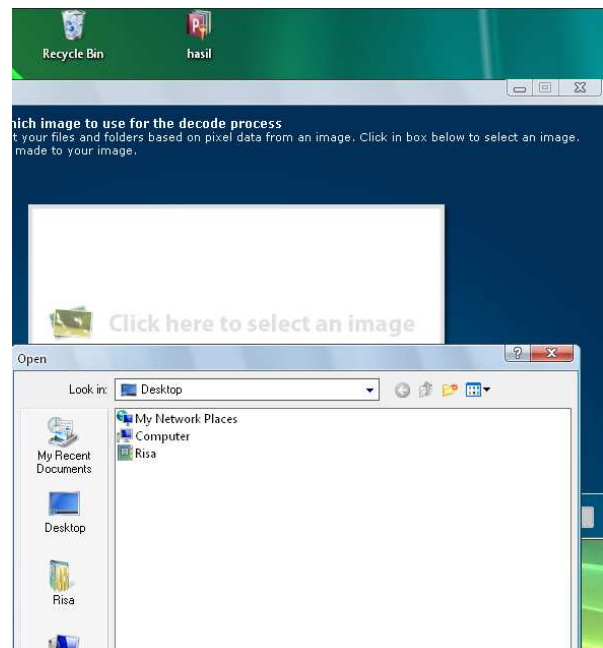 Recycle Bin
hasil
hich image to use for the decode process
t your files and folders based on pixel data from an image. Click in box below to select an image.
made to your image.
Click here to select an image
Open
Look in:
Desktop
My Network Places
Computer
Risa
My Recent
Documents
Desktop
Risa